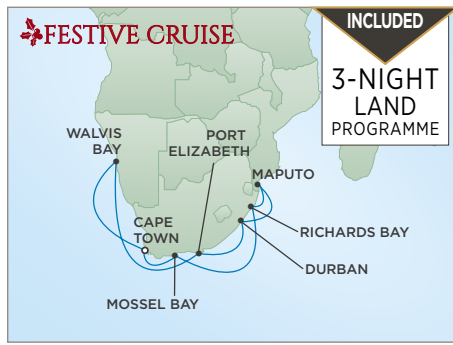 FESTIVE CRUISE
INCLUDED
3-NIGHT
LAND
PROGRAMME
WALVIS
BAY
PORT
ELIZABETH
MAPUTO
CAPE
TOWN
RICHARDS BAY
DURBAN
MOSSEL BAY